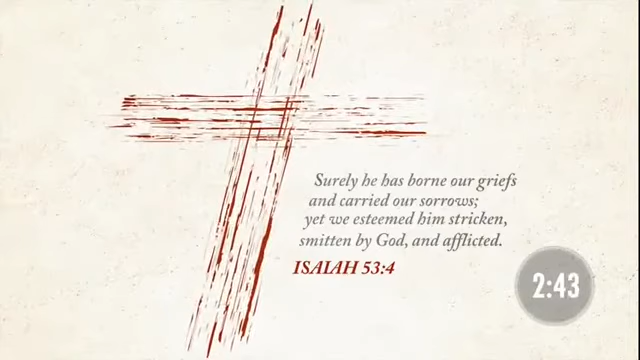 Surely he has borne our griefs
and carried our sorrows;
yet we esteemed him stricken,
smitten by God, and afflicted.
ISAIAH 53:4
2:43